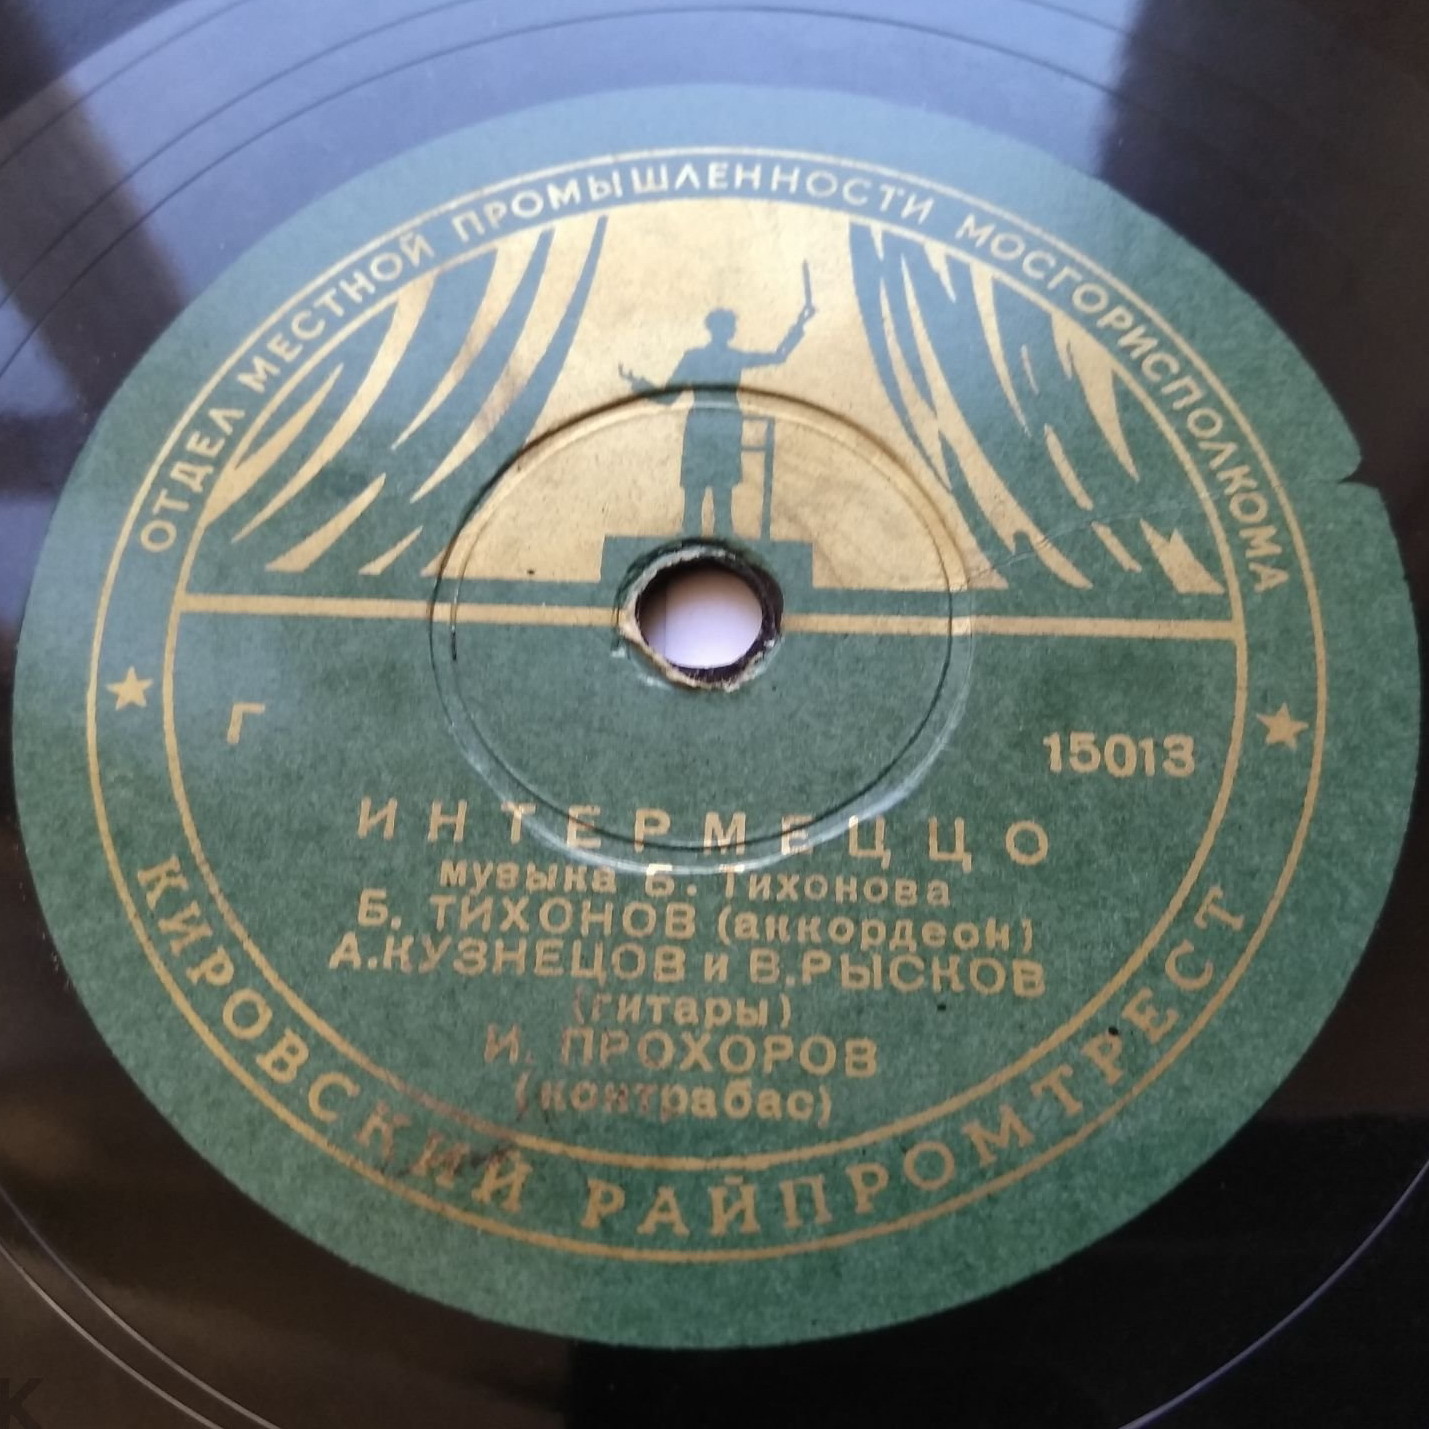 ОТДЕЛ МЕСТНОЙ ПРОМЫШЛЕННОСТИ МОСГОРИСПОЛКОМА
Г
15013
ИНТЕРМЕЦЦО
музыка Б. Тихонова
Б. ТИХОНОВ (аккордеон)
А.КУЗНЕЦОВ и В.РЫСКОВ
(гитары)
И. ПРОХОРОВ
(контрабас)
КИРОВСКИЙ РАЙПРОМТРЕСТ
K